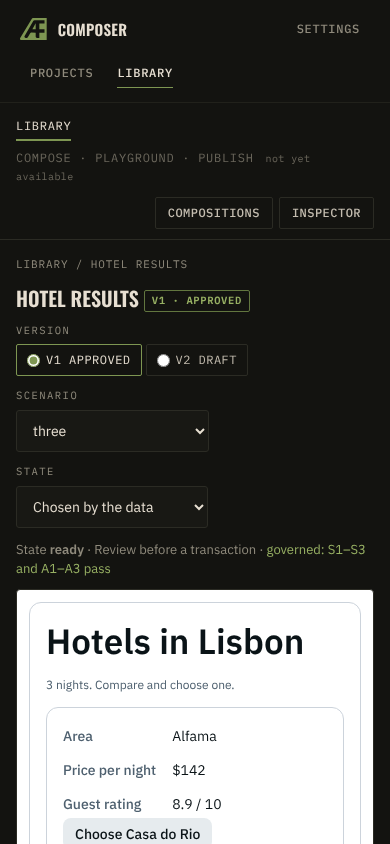 COMPOSER
SETTINGS
PROJECTS LIBRARY
LIBRARY
COMPOSE · PLAYGROUND · PUBLISH not yet
available
COMPOSITIONS INSPECTOR
LIBRARY / HOTEL RESULTS
HOTEL RESULTS V1 · APPROVED
VERSION
V1 APPROVED V2 DRAFT
SCENARIO
three
STATE
Chosen by the data
State ready · Review before a transaction · governed: S1–S3
and A1–A3 pass
Hotels in Lisbon
3 nights. Compare and choose one.
Area Alfama
Price per night $142
Guest rating 8.9 / 10
Choose Casa do Rio